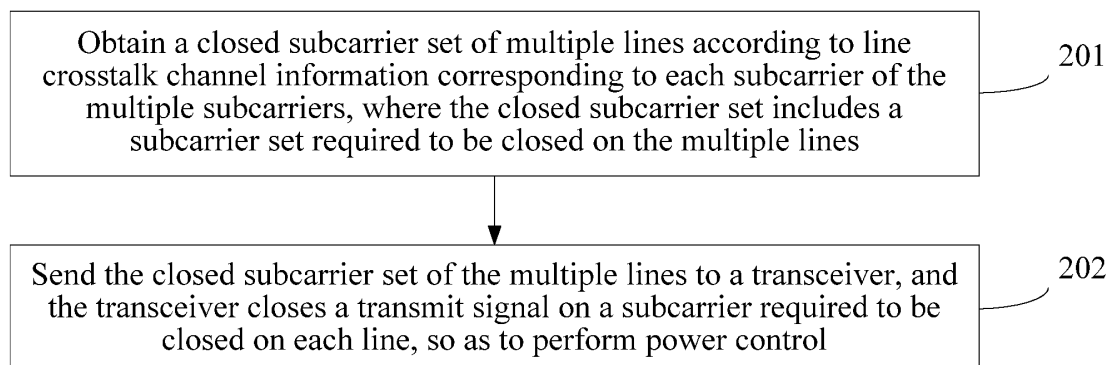 Obtain a closed subcarrier set of multiple lines according to line
crosstalk channel information corresponding to each subcarrier of the
multiple subcarriers, where the closed subcarrier set includes a
subcarrier set required to be closed on the multiple lines
201
Send the closed subcarrier set of the multiple lines to a transceiver, and
the transceiver closes a transmit signal on a subcarrier required to be
closed on each line, so as to perform power control
202